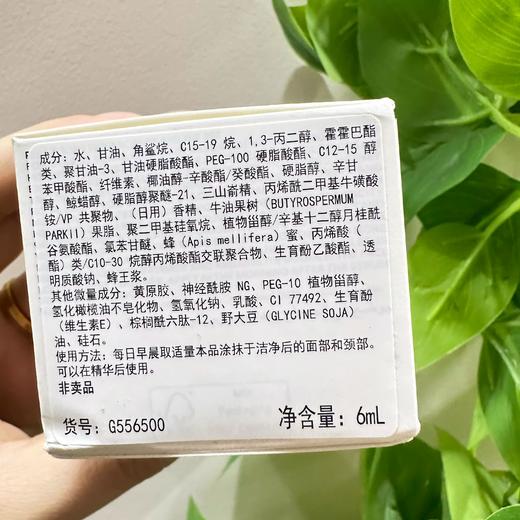 成分：水、甘油、角鲨烷、C15-19 烷、1,3-丙二醇、霍霍巴酯
类、聚甘油-3、甘油硬脂酸酯、PEG-100 硬脂酸酯、C12-15 醇
苯甲酸酯、纤维素、椰油醇-辛酸酯/癸酸酯、硬脂醇、辛甘
醇、鲸蜡醇、硬脂醇聚醚-21、三山嵛精、丙烯酰二甲基牛磺酸
铵/VP 共聚物、（日用）香精、牛油果树（BUTYROSPERMUM
PARKII）果脂、聚二甲基硅氧烷、植物甾醇/辛基十二醇月桂酰
谷氨酸酯、氯苯甘醚、蜂（Apis mellifera）蜜、丙烯酸（
酯）类/C10-30 烷醇丙烯酸酯交联聚合物、生育酚乙酸酯、透
明质酸钠、蜂王浆。
其他微量成分：黄原胶、神经酰胺 NG、PEG-10 植物甾醇、
氢化橄榄油不皂化物、氢氧化钠、乳酸、CI 77492、生育酚
（维生素E）、棕榈酰六肽-12、野大豆（GLYCINE SOJA）
油、硅石。
使用方法：每日早晨取适量本品涂抹于洁净后的面部和颈部。
可以在精华后使用。
非卖品
货号：G556500 净含量：6mL